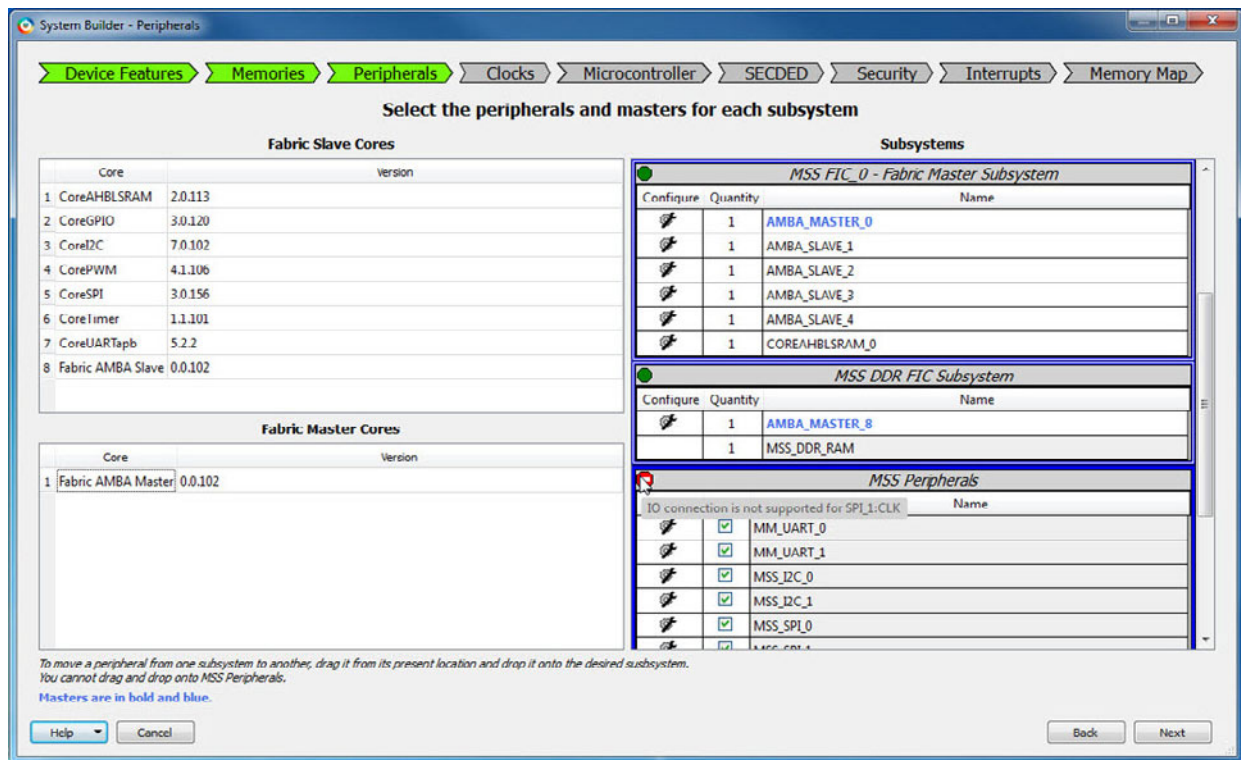 System Builder - Peripherals
Device Features Memories Peripherals Clocks Microcontroller SECDED Security Interrupts Memory Map
Select the peripherals and masters for each subsystem
Fabric Slave Cores
Core Version
1 CoreAHBLSRAM 2.0.113
2 CoreGPIO 3.0.120
3 CoreI2C 7.0.102
4 CorePWM 4.1.106
5 CoreSPI 3.0.156
6 CoreTimer 1.1.101
7 CoreUARTapb 5.2.2
8 Fabric AMBA Slave 0.0.102
Fabric Master Cores
Core Version
1 Fabric AMBA Master 0.0.102
Subsystems
MSS FIC_0 - Fabric Master Subsystem
Configure Quantity Name
1 AMBA_MASTER_0
1 AMBA_SLAVE_1
1 AMBA_SLAVE_2
1 AMBA_SLAVE_3
1 AMBA_SLAVE_4
1 COREAHBLSRAM_0
MSS DDR FIC Subsystem
Configure Quantity Name
1 AMBA_MASTER_8
1 MSS_DDR_RAM
MSS Peripherals
Name
IO connection is not supported for SPI_1:CLK
MM_UART_0
MM_UART_1
MSS_I2C_0
MSS_I2C_1
MSS_SPI_0
To move a peripheral from one subsystem to another, drag it from its present location and drop it onto the desired susbsystem.
You cannot drag and drop onto MSS Peripherals.
Masters are in bold and blue.
Help Cancel Back Next